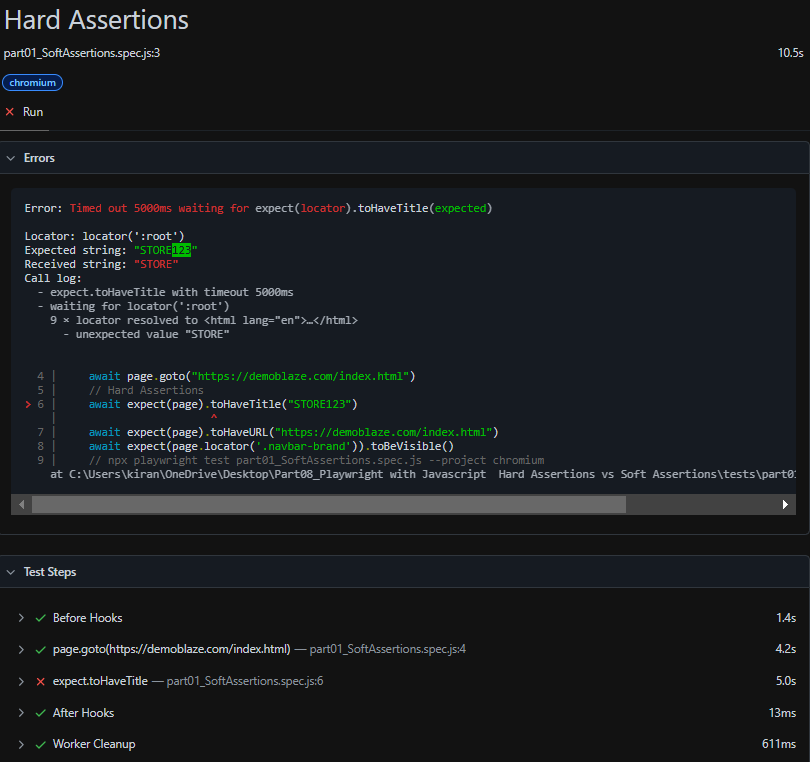 Hard Assertions
part01_SoftAssertions.spec.js:3 10.5s
chromium
Run
Errors
Error: Timed out 5000ms waiting for expect(locator).toHaveTitle(expected)
Locator: locator(':root')
Expected string: "STORE123"
Received string: "STORE"
Call log:
- expect.toHaveTitle with timeout 5000ms
- waiting for locator(':root')
9 × locator resolved to <html lang="en">…</html>
- unexpected value "STORE"
4 | await page.goto("https://demoblaze.com/index.html")
5 | // Hard Assertions
> 6 | await expect(page).toHaveTitle("STORE123")
| ^
7 | await expect(page).toHaveURL("https://demoblaze.com/index.html")
8 | await expect(page.locator('.navbar-brand')).toBeVisible()
9 | // npx playwright test part01_SoftAssertions.spec.js --project chromium
at C:\Users\kiran\OneDrive\Desktop\Part08_Playwright with Javascript  Hard Assertions vs Soft Assertions\tests\part01
Test Steps
Before Hooks 1.4s
page.goto(https://demoblaze.com/index.html) — part01_SoftAssertions.spec.js:4 4.2s
expect.toHaveTitle — part01_SoftAssertions.spec.js:6 5.0s
After Hooks 13ms
Worker Cleanup 611ms